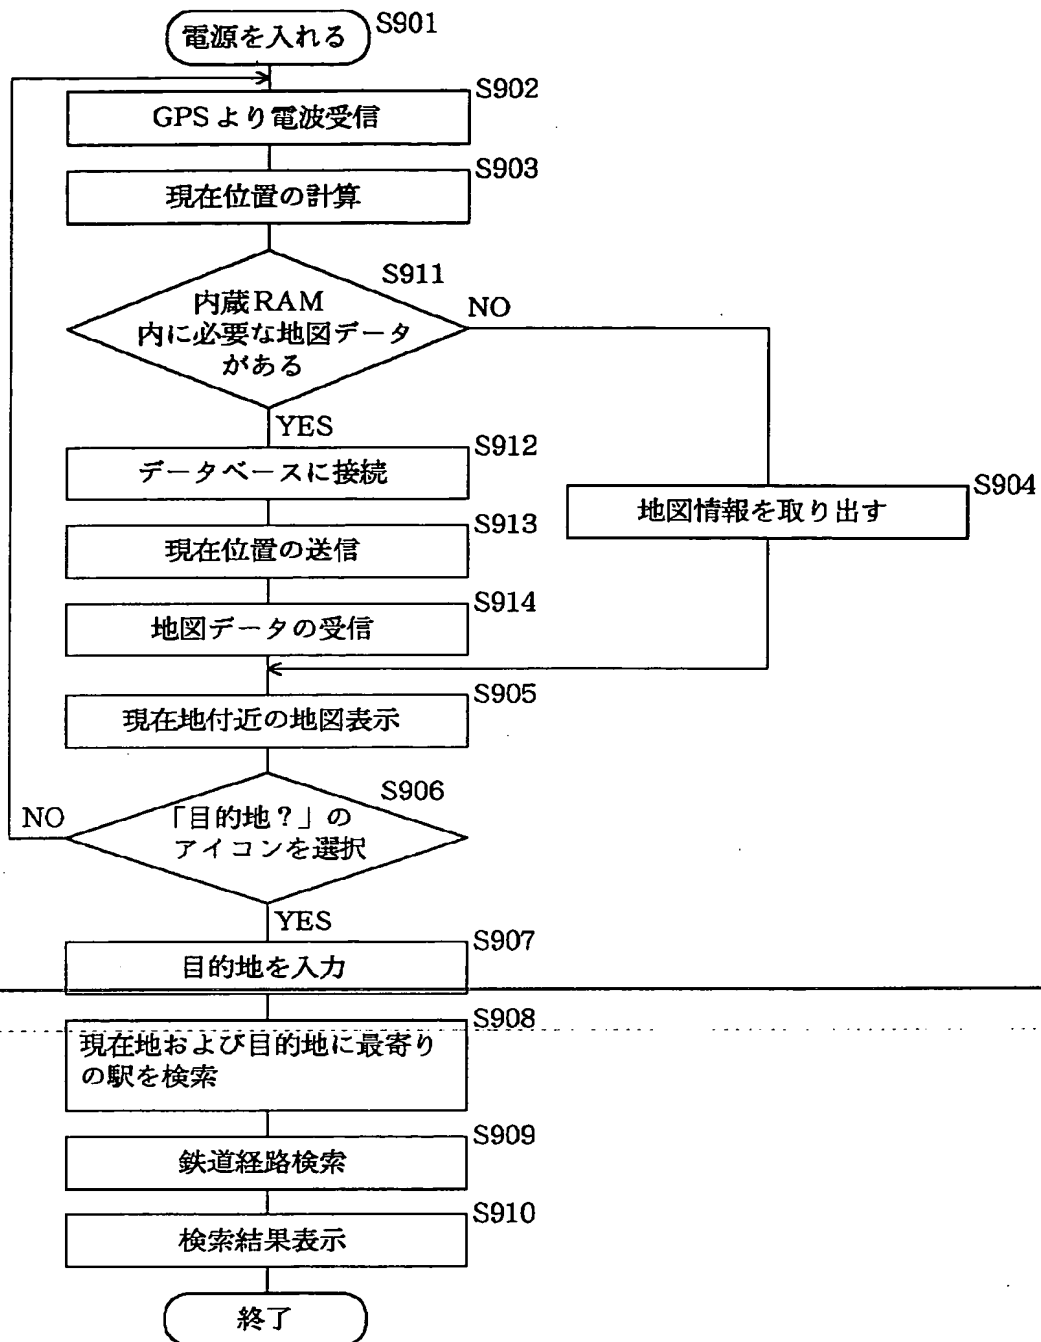 電源を入れる S901
S902
GPSより電波受信
S903
現在位置の計算
S911
内蔵RAM
内に必要な地図データ
がある
NO
YES
S912
データベースに接続
S904
地図情報を取り出す
S913
現在位置の送信
S914
地図データの受信
S905
現在地付近の地図表示
S906
NO
「目的地?」の
アイコンを選択
YES
S907
目的地を入力
S908
現在地および目的地に最寄り
の駅を検索
S909
鉄道経路検索
S910
検索結果表示
終了